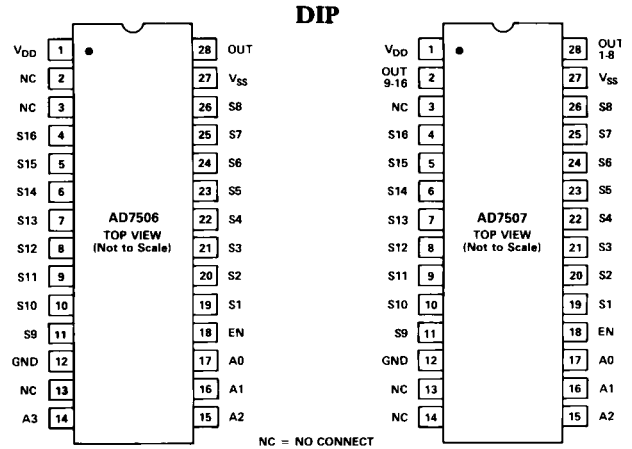 DIP
VDD 1 28 OUT
NC 2 27 VSS
NC 3 26 S8
S16 4 25 S7
S15 5 24 S6
S14 6 23 S5
S13 7 22 S4
S12 8 21 S3
S11 9 20 S2
S10 10 19 S1
S9 11 18 EN
GND 12 17 A0
NC 13 16 A1
A3 14 15 A2
AD7506
TOP VIEW
(Not to Scale)
VDD 1 28 OUT 1-8
OUT 9-16 2 27 VSS
NC 3 26 S8
S16 4 25 S7
S15 5 24 S6
S14 6 23 S5
S13 7 22 S4
S12 8 21 S3
S11 9 20 S2
S10 10 19 S1
S9 11 18 EN
GND 12 17 A0
NC 13 16 A1
NC 14 15 A2
AD7507
TOP VIEW
(Not to Scale)
NC = NO CONNECT